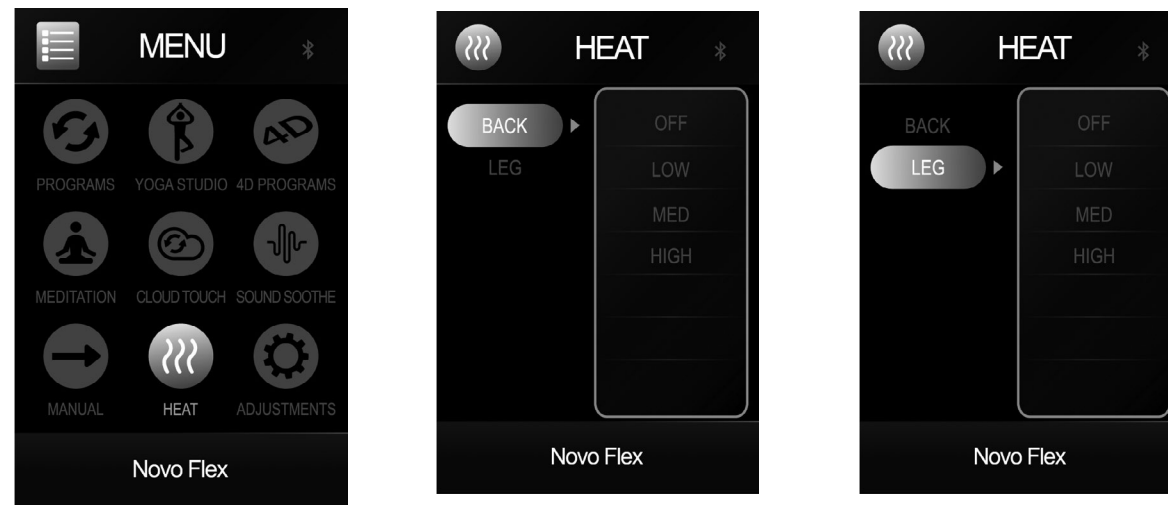 MENU
PROGRAMS YOGA STUDIO 4D PROGRAMS
4D
MEDITATION CLOUD TOUCH SOUND SOOTHE
MANUAL HEAT ADJUSTMENTS
Novo Flex
HEAT
BACK
LEG
OFF
LOW
MED
HIGH
Novo Flex
HEAT
BACK
LEG
OFF
LOW
MED
HIGH
Novo Flex